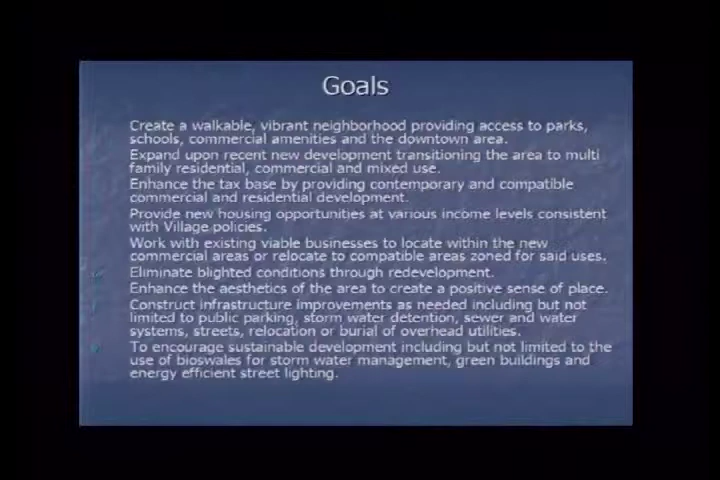 Goals
Create a walkable, vibrant neighborhood providing access to parks,
schools, commercial amenities and the downtown area.
Expand upon recent new development transitioning the area to multi
family residential, commercial and mixed use.
Enhance the tax base by providing contemporary and compatible
commercial and residential development.
Provide new housing opportunities at various income levels consistent
with Village policies.
Work with existing viable businesses to locate within the new
commercial areas or relocate to compatible areas zoned for said uses.
Eliminate blighted conditions through redevelopment.
Enhance the aesthetics of the area to create a positive sense of place.
Construct infrastructure improvements as needed including but not
limited to public parking, storm water detention, sewer and water
systems, streets, relocation or burial of overhead utilities.
To encourage sustainable development including but not limited to the
use of bioswales for storm water management, green buildings and
energy efficient street lighting.